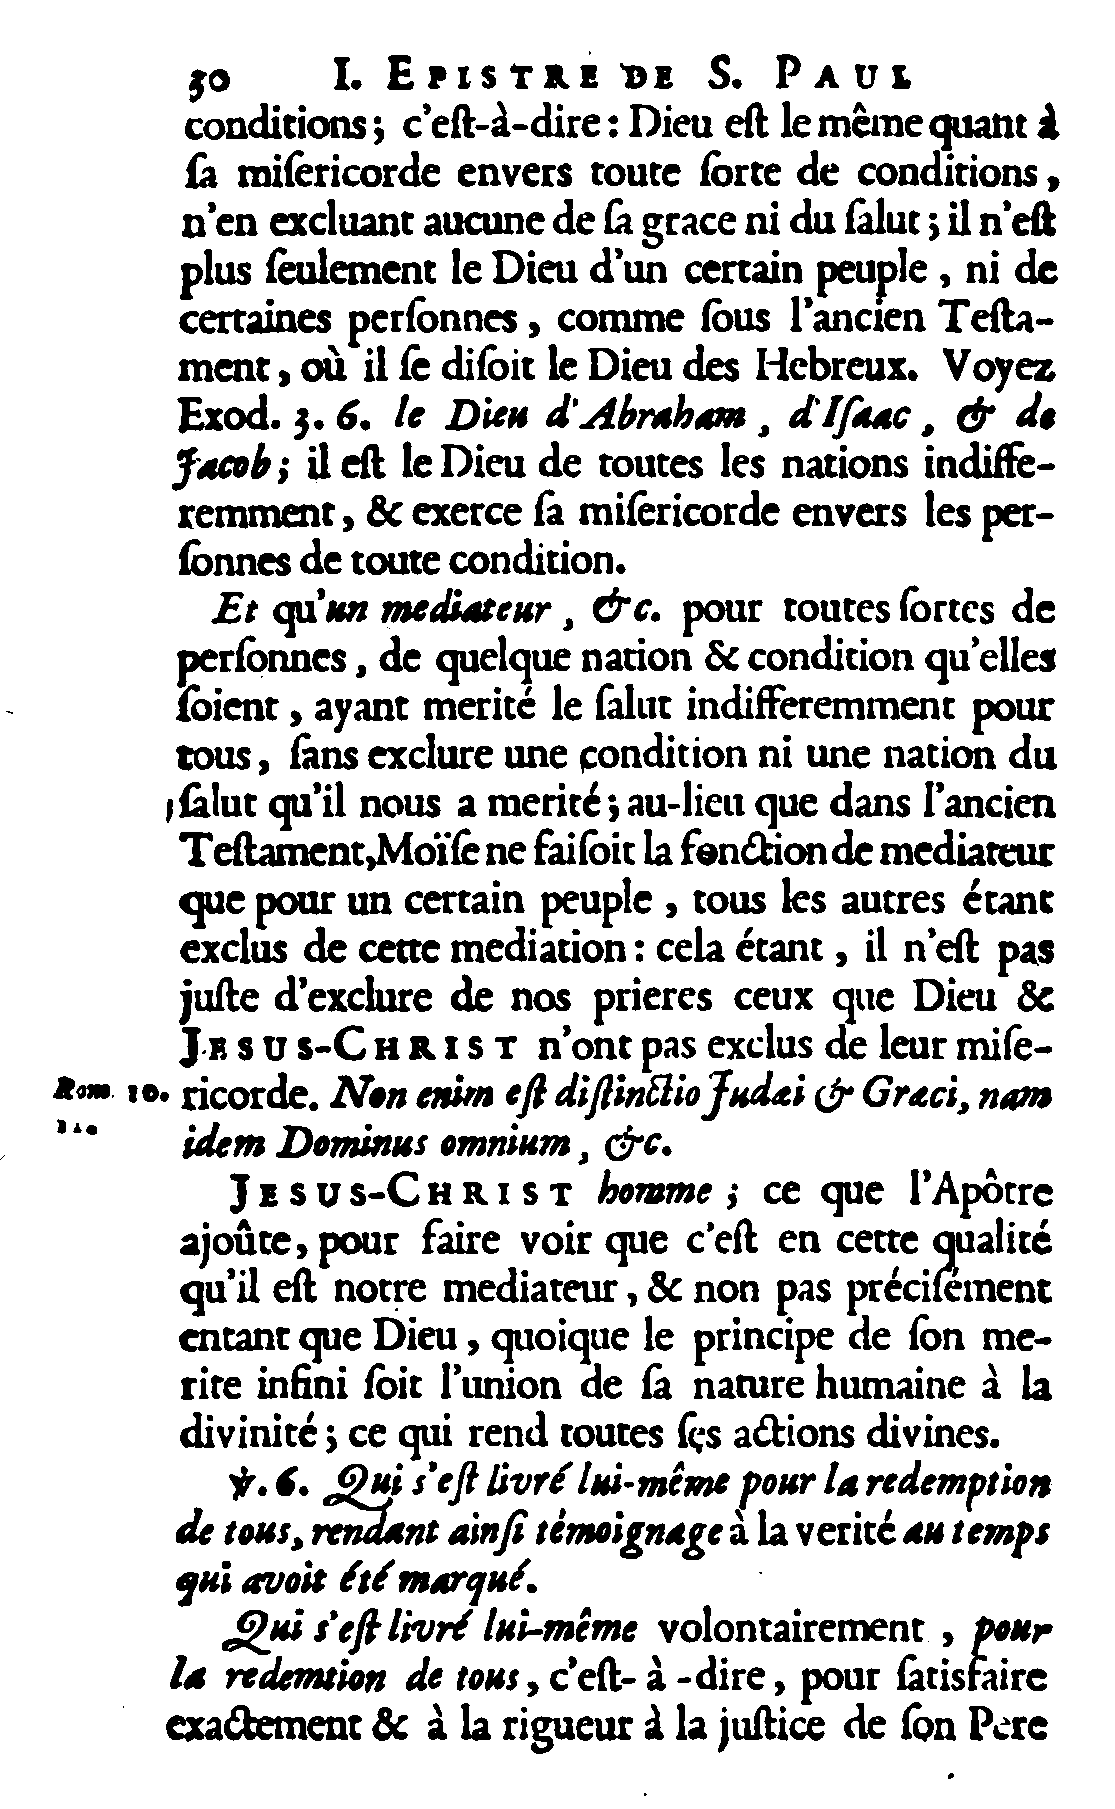 30 I. EPISTRE DE S. PAUL
conditions; c'eſt-à-dire: Dieu eſt le même quant à
ſa miſericorde envers toute ſorte de conditions,
n'en excluant aucune de ſa grace ni du ſalut; il n'eſt
plus ſeulement le Dieu d'un certain peuple, ni de
certaines perſonnes, comme ſous l'ancien Teſta-
ment, où il ſe diſoit le Dieu des Hebreux. Voyez
Exod. 3. 6. le Dieu d'Abraham, d'Iſaac, & de
Jacob; il eſt le Dieu de toutes les nations indiffe-
remment, & exerce ſa miſericorde envers les per-
ſonnes de toute condition.
Et qu'un mediateur, &c. pour toutes ſortes de
perſonnes, de quelque nation & condition qu'elles
ſoient, ayant merité le ſalut indifferemment pour
tous, ſans exclure une condition ni une nation du
ſalut qu'il nous a merité; au-lieu que dans l'ancien
Teſtament, Moïſe ne faiſoit la fonction de mediateur
que pour un certain peuple, tous les autres étant
exclus de cette mediation: cela étant, il n'eſt pas
juſte d'exclure de nos prieres ceux que Dieu &
JESUS-CHRIST n'ont pas exclus de leur miſe-
Rom. 10. ricorde. Non enim eſt diſtinctio Judæi & Græci, nam
12. idem Dominus omnium, &c.
JESUS-CHRIST homme; ce que l'Apôtre
ajoûte, pour faire voir que c'eſt en cette qualité
qu'il eſt notre mediateur, & non pas préciſément
entant que Dieu, quoique le principe de ſon me-
rite infini ſoit l'union de ſa nature humaine à la
divinité; ce qui rend toutes ſes actions divines.
℣. 6. Qui s'eſt livré lui-même pour la redemption
de tous, rendant ainſi témoignage à la verité au temps
qui avoit été marqué.
Qui s'eſt livré lui-même volontairement, pour
la redemtion de tous, c'eſt-à-dire, pour ſatisfaire
exactement & à la rigueur à la juſtice de ſon Pere